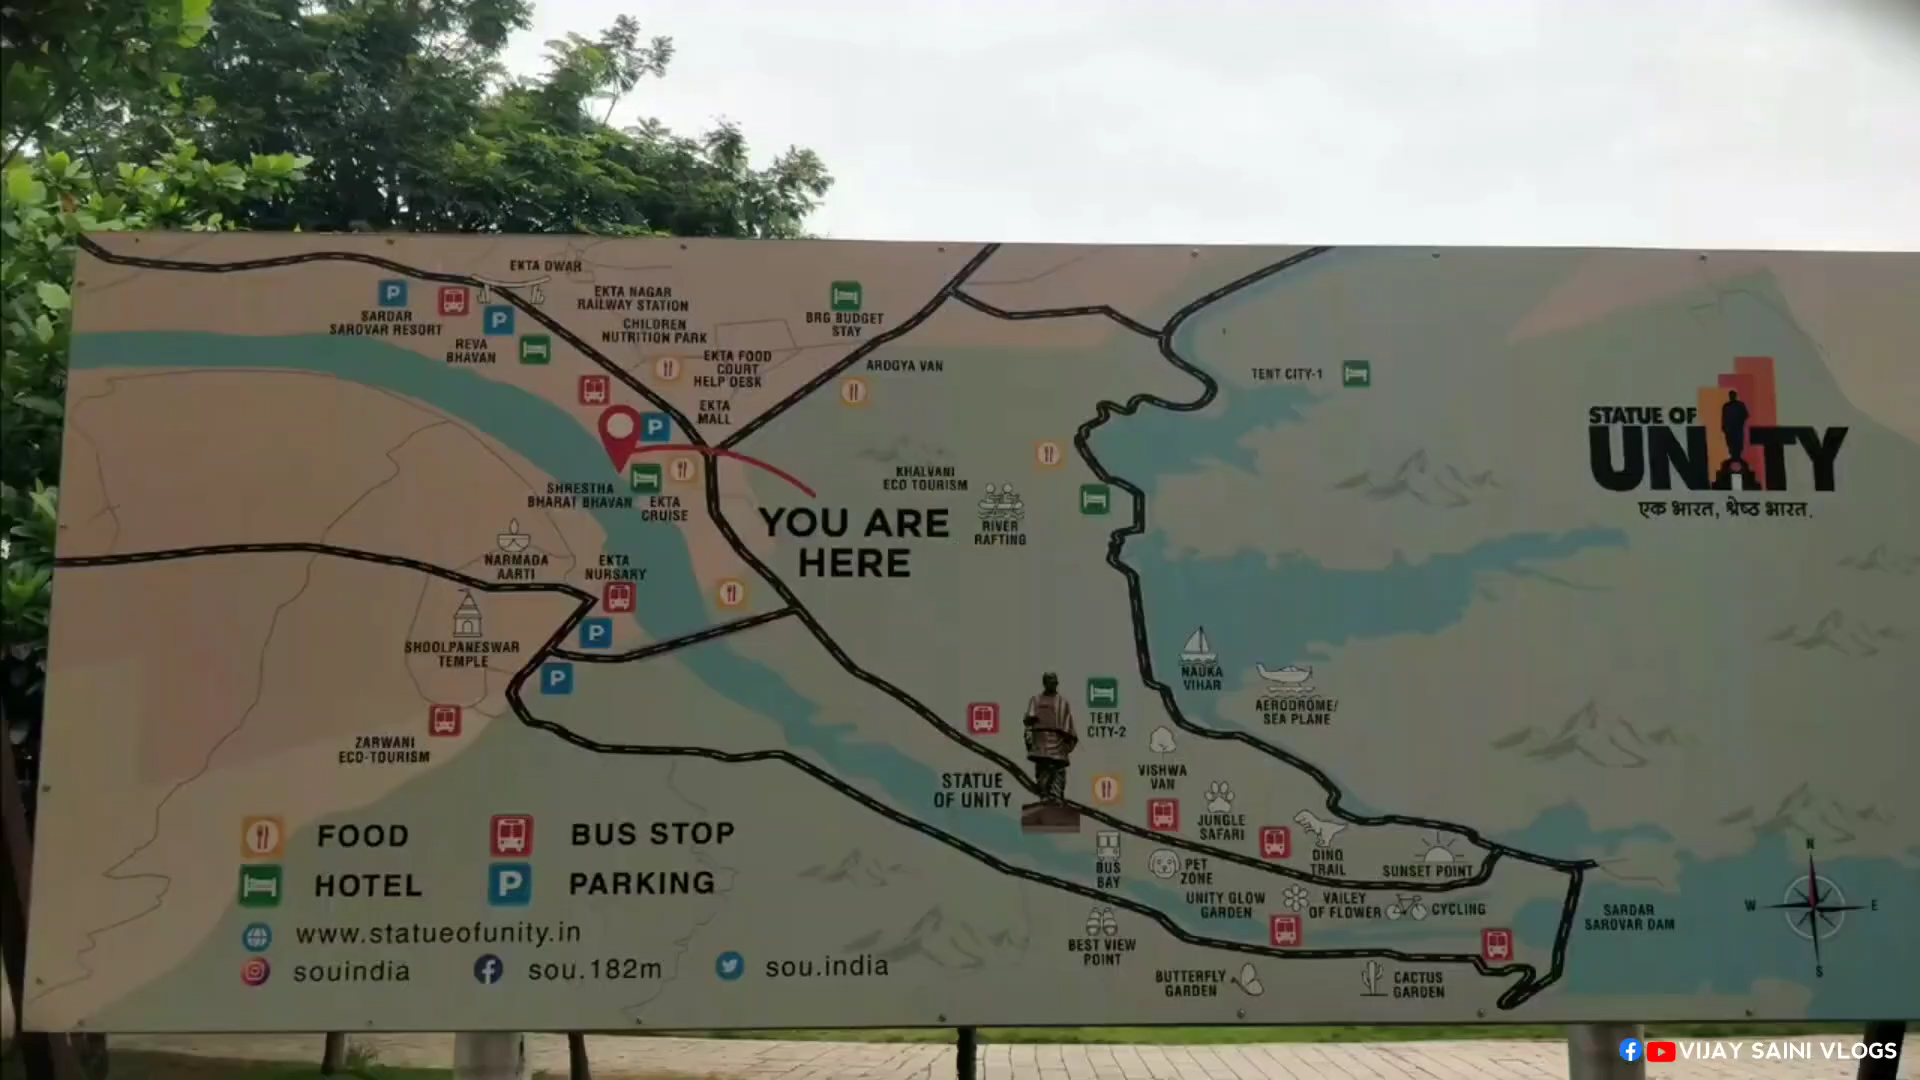 EKTA DWAR
SARDAR
SAROVAR RESORT
EKTA NAGAR
RAILWAY STATION
CHILDREN
NUTRITION PARK
REVA
BHAVAN
BRG BUDGET
STAY
EKTA FOOD
COURT
HELP DESK
AROGYA VAN
TENT CITY-1
EKTA
MALL
STATUE OF
UNITY
एक भारत, श्रेष्ठ भारत.
KHALVANI
ECO TOURISM
SHRESTHA
BHARAT BHAVAN
EKTA
CRUISE
YOU ARE
HERE
RIVER
RAFTING
NARMADA
AARTI
EKTA
NURSARY
SHOOLPANESWAR
TEMPLE
NAUKA
VIHAR
AERODROME/
SEA PLANE
TENT
CITY-2
ZARWANI
ECO-TOURISM
STATUE
OF UNITY
VISHWA
VAN
JUNGLE
SAFARI
DINO
TRAIL
SUNSET POINT
BUS
BAY
PET
ZONE
UNITY GLOW
GARDEN
VAILEY
OF FLOWER
CYCLING
SARDAR
SAROVAR DAM
BEST VIEW
POINT
BUTTERFLY
GARDEN
CACTUS
GARDEN
N
W
E
S
FOOD
BUS STOP
HOTEL
P
PARKING
www.statueofunity.in
souindia
sou.182m
sou.india
P
P
P
P
P
VIJAY SAINI VLOGS